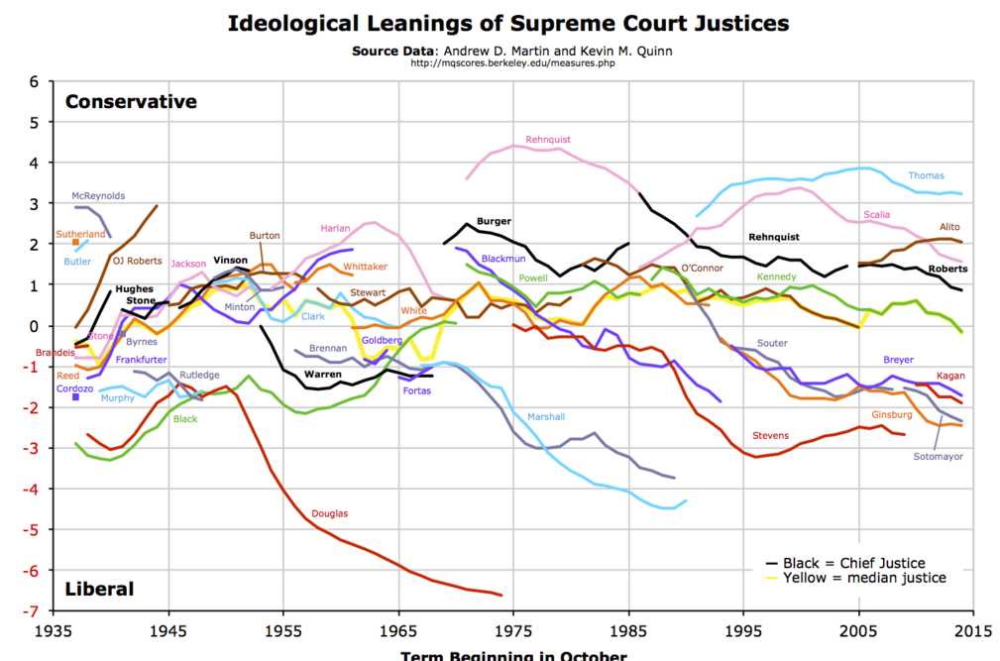 Ideological Leanings of Supreme Court Justices
Source Data: Andrew D. Martin and Kevin M. Quinn
http://mqscores.berkeley.edu/measures.php
6
Conservative
5
4
Rehnquist
Thomas
3
McReynolds
Scalia
Sutherland
Burton
Harlan
Burger
Alito
2
Rehnquist
Butler
OJ Roberts
Jackson
Vinson
Whittaker
Blackmun
O'Connor
Roberts
Powell
Kennedy
1
Hughes
Stone
Minton
Stewart
Clark
White
0
Stone
Byrnes
Goldberg
Brandeis
Frankfurter
Brennan
Souter
Breyer
-1
Reed
Rutledge
Warren
Kagan
Cordozo
Murphy
Fortas
-2
Black
Marshall
Ginsburg
Stevens
-3
Sotomayor
-4
Douglas
-5
Black = Chief Justice
-6
Yellow = median justice
Liberal
-7
1935 1945 1955 1965 1975 1985 1995 2005 2015
Term Beginning in October